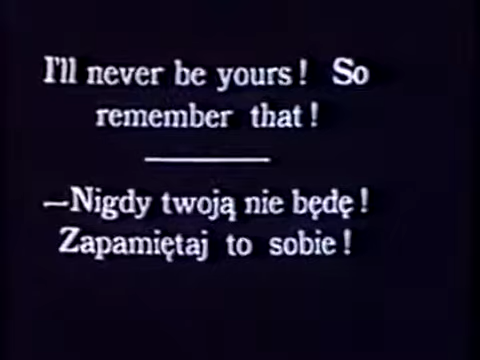 I'll never be yours! So
remember that!
—Nigdy twoją nie będę!
Zapamiętaj to sobie!